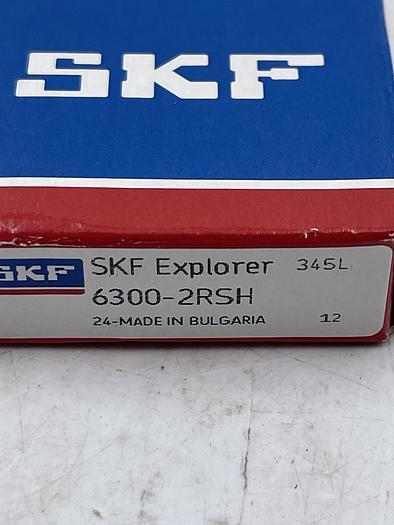 SKF
SKF SKF Explorer 345L
6300-2RSH
24-MADE IN BULGARIA 12